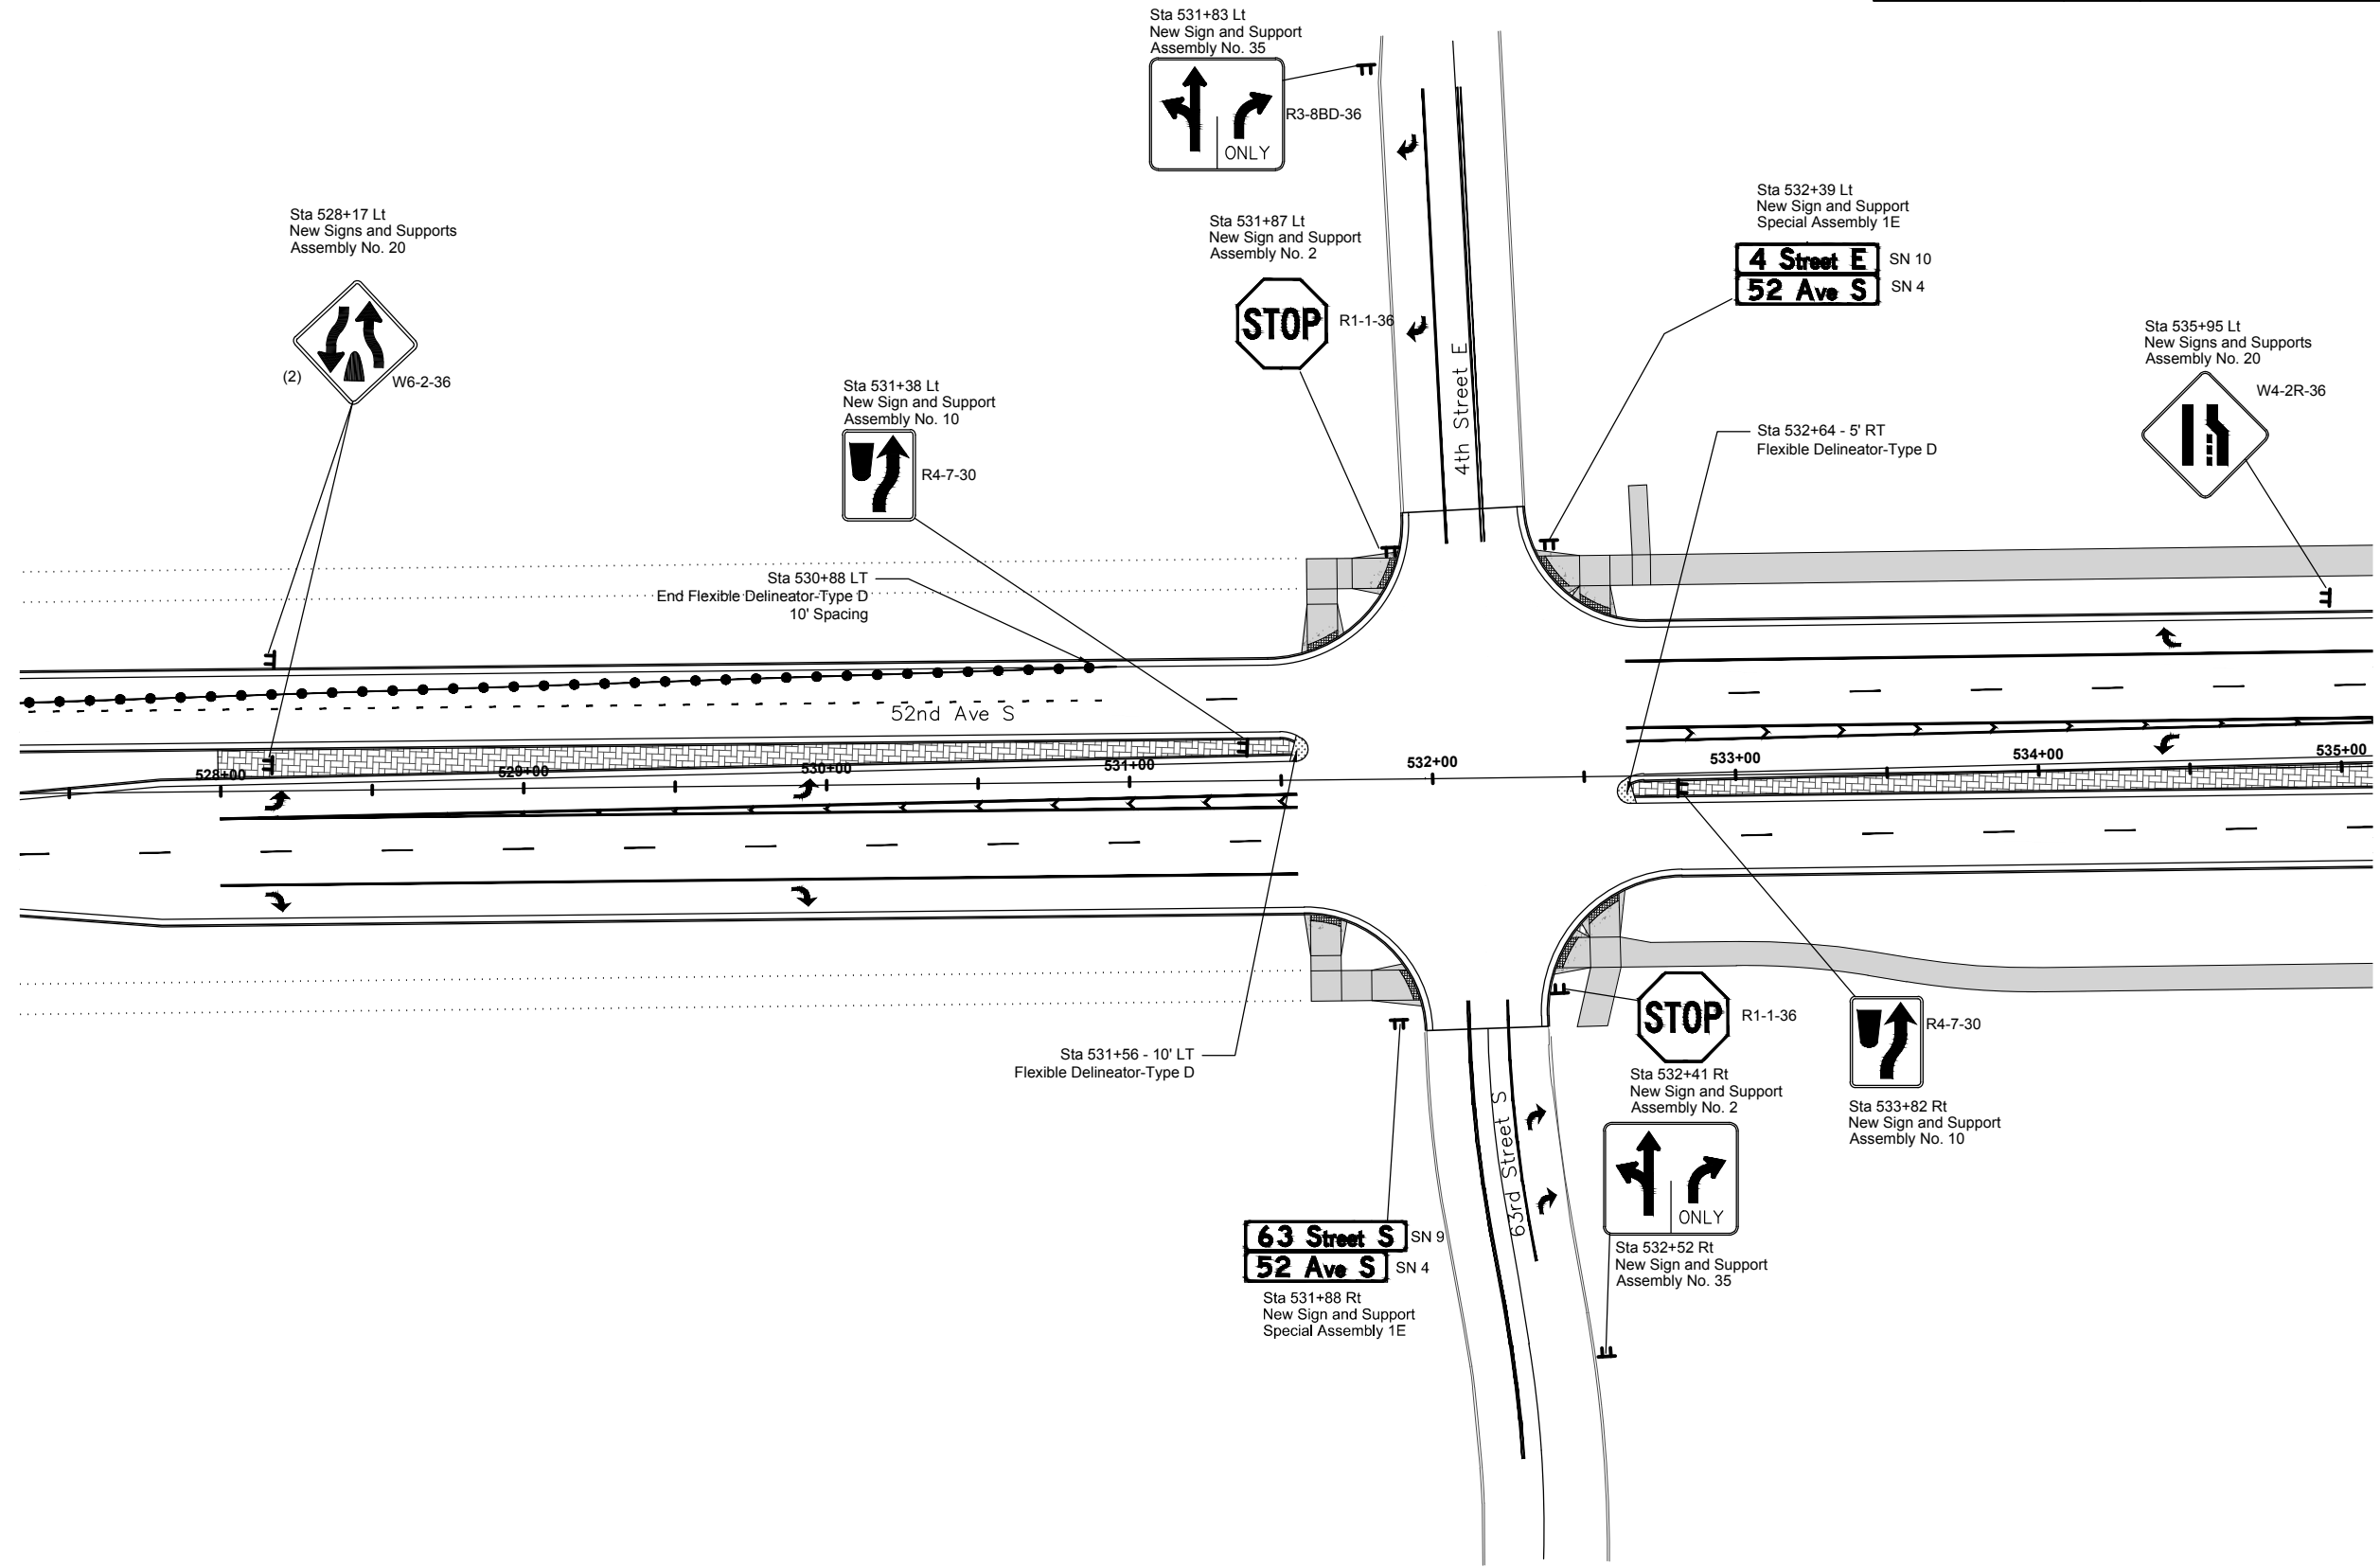 Sta 531+83 Lt
New Sign and Support
Assembly No. 35
ONLY
R3-8BD-36
Sta 528+17 Lt
New Signs and Supports
Assembly No. 20
(2)
W6-2-36
Sta 531+87 Lt
New Sign and Support
Assembly No. 2
STOP
R1-1-36
Sta 532+39 Lt
New Sign and Support
Special Assembly 1E
4 Street E
SN 10
52 Ave S
SN 4
Sta 535+95 Lt
New Signs and Supports
Assembly No. 20
W4-2R-36
Sta 531+38 Lt
New Sign and Support
Assembly No. 10
R4-7-30
4th Street E
Sta 532+64 - 5' RT
Flexible Delineator-Type D
Sta 530+88 LT
End Flexible Delineator-Type D
10' Spacing
52nd Ave S
528+00
529+00
530+00
531+00
532+00
533+00
534+00
535+00
Sta 531+56 - 10' LT
Flexible Delineator-Type D
STOP
R1-1-36
Sta 532+41 Rt
New Sign and Support
Assembly No. 2
R4-7-30
Sta 533+82 Rt
New Sign and Support
Assembly No. 10
63rd Street S
ONLY
Sta 532+52 Rt
New Sign and Support
Assembly No. 35
63 Street S
SN 9
52 Ave S
SN 4
Sta 531+88 Rt
New Sign and Support
Special Assembly 1E